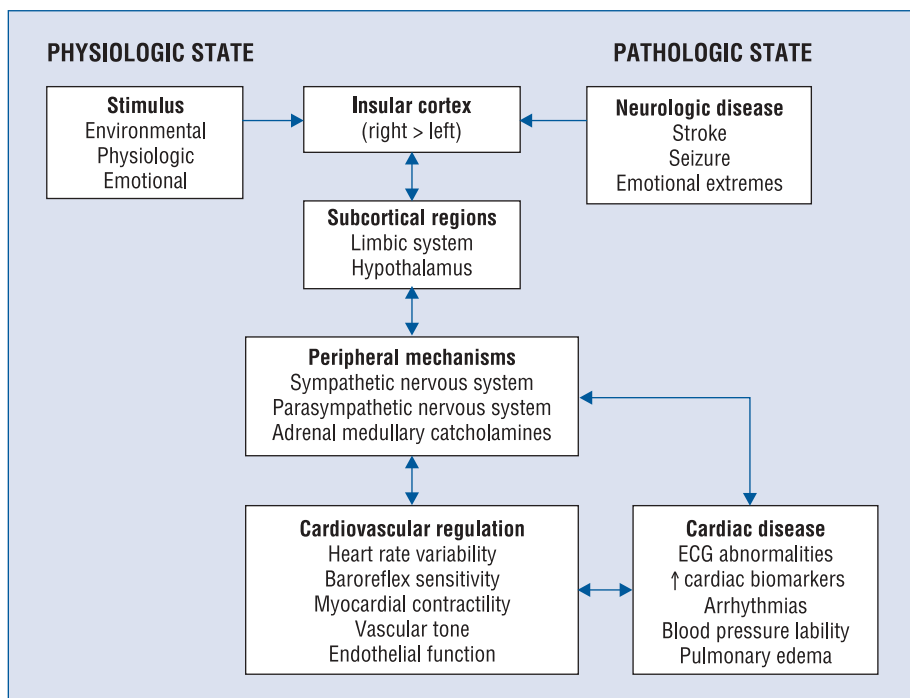 PHYSIOLOGIC STATE
PATHOLOGIC STATE
Stimulus
Environmental
Physiologic
Emotional
Insular cortex
(right > left)
Neurologic disease
Stroke
Seizure
Emotional extremes
Subcortical regions
Limbic system
Hypothalamus
Peripheral mechanisms
Sympathetic nervous system
Parasympathetic nervous system
Adrenal medullary catcholamines
Cardiovascular regulation
Heart rate variability
Baroreflex sensitivity
Myocardial contractility
Vascular tone
Endothelial function
Cardiac disease
ECG abnormalities
↑ cardiac biomarkers
Arrhythmias
Blood pressure lability
Pulmonary edema